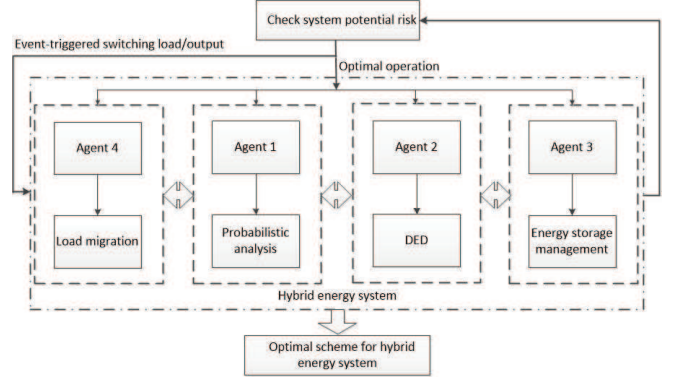 Check system potential risk
Event-triggered switching load/output
Optimal operation
Agent 4
Agent 1
Agent 2
Agent 3
Load migration
Probabilistic
analysis
DED
Energy storage
management
Hybrid energy system
Optimal scheme for hybrid
energy system